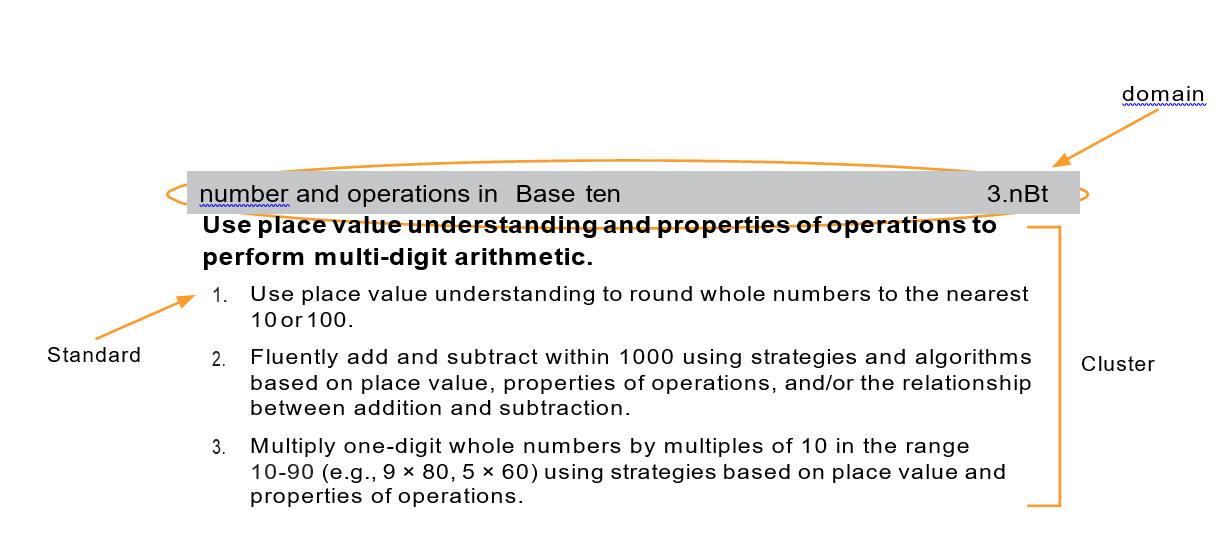 domain
number and operations in Base ten 3.nBt
Use place value understanding and properties of operations to
perform multi-digit arithmetic.
1. Use place value understanding to round whole numbers to the nearest
10 or 100.
Standard
2. Fluently add and subtract within 1000 using strategies and algorithms
based on place value, properties of operations, and/or the relationship
between addition and subtraction.
Cluster
3. Multiply one-digit whole numbers by multiples of 10 in the range
10-90 (e.g., 9 × 80, 5 × 60) using strategies based on place value and
properties of operations.